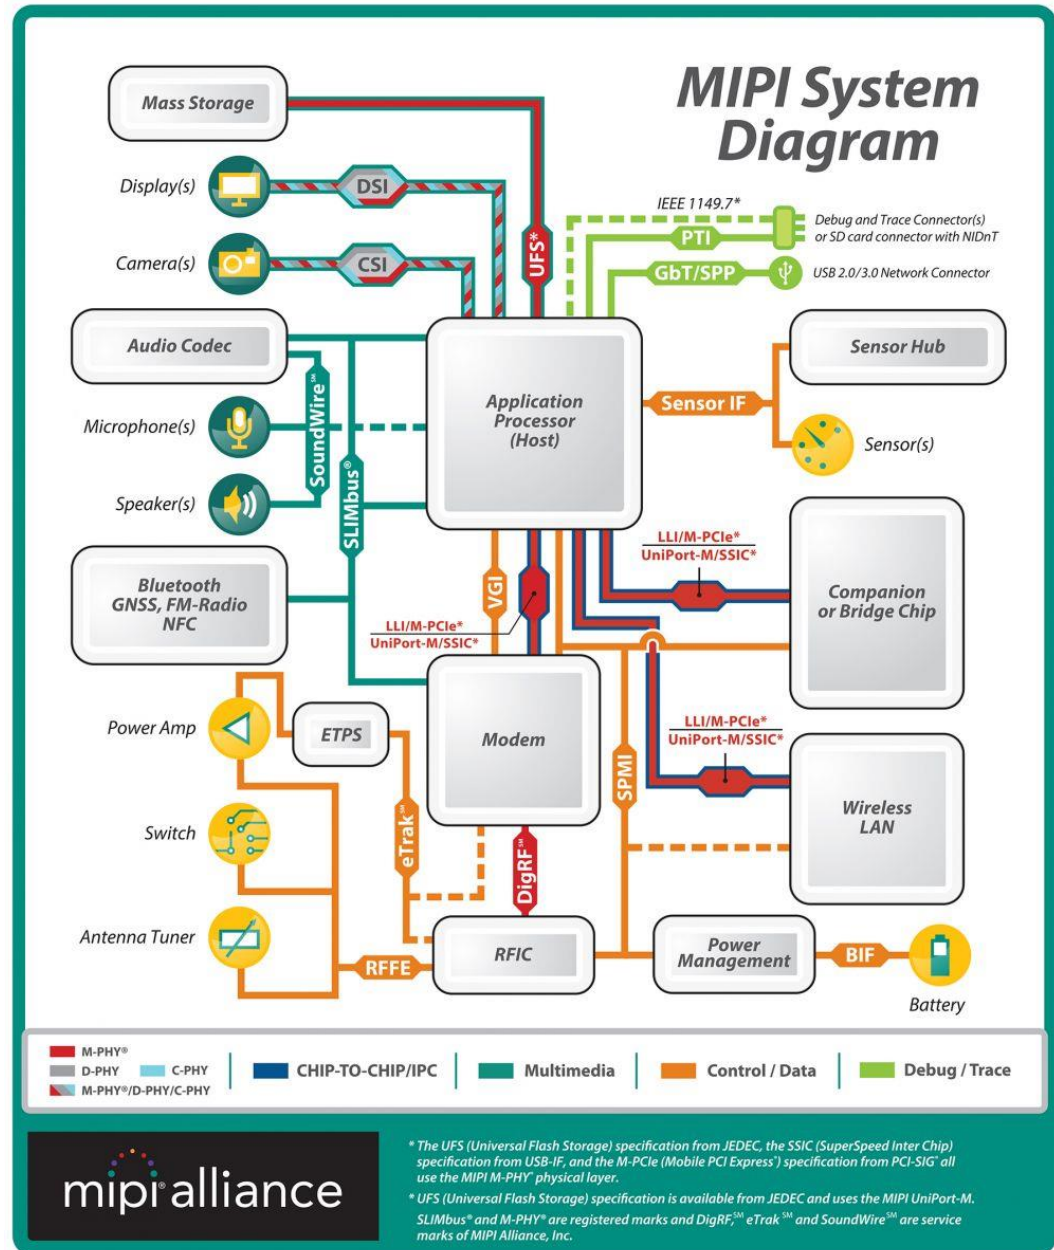 MIPI System
Diagram
Mass Storage
Display(s)
DSI
UFS*
IEEE 1149.7*
PTI
Debug and Trace Connector(s)
or SD card connector with NIDnT
Camera(s)
CSI
GbT/SPP
USB 2.0/3.0 Network Connector
Audio Codec
Application
Processor
(Host)
Sensor IF
Sensor Hub
Microphone(s)
SoundWire℠
SLIMbus®
Sensor(s)
Speaker(s)
Bluetooth
GNSS, FM-Radio
NFC
VGI
LLI/M-PCIe*
UniPort-M/SSIC*
LLI/M-PCIe*
UniPort-M/SSIC*
Companion
or Bridge Chip
Power Amp
ETPS
Modem
SPMI
LLI/M-PCIe*
UniPort-M/SSIC*
Wireless
LAN
Switch
eTrak℠
DigRF℠
Antenna Tuner
RFFE
RFIC
Power
Management
BIF
Battery
M-PHY®
D-PHY
C-PHY
M-PHY®/D-PHY/C-PHY
CHIP-TO-CHIP/IPC
Multimedia
Control / Data
Debug / Trace
mipi® alliance
* The UFS (Universal Flash Storage) specification from JEDEC, the SSIC (SuperSpeed Inter Chip)
specification from USB-IF, and the M-PCIe (Mobile PCI Express®) specification from PCI-SIG® all
use the MIPI M-PHY® physical layer.
* UFS (Universal Flash Storage) specification is available from JEDEC and uses the MIPI UniPort-M.
SLIMbus® and M-PHY® are registered marks and DigRF,℠ eTrak ℠ and SoundWire ℠ are service
marks of MIPI Alliance, Inc.